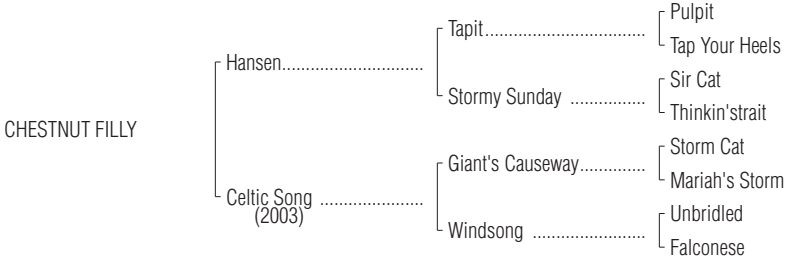 Pulpit
Tapit................................
Tap Your Heels
Hansen.............................
Sir Cat
Stormy Sunday ...............
Thinkin'strait
CHESTNUT FILLY
Storm Cat
Giant's Causeway.............
Mariah's Storm
Celtic Song .....................
(2003)
Unbridled
Windsong .......................
Falconese